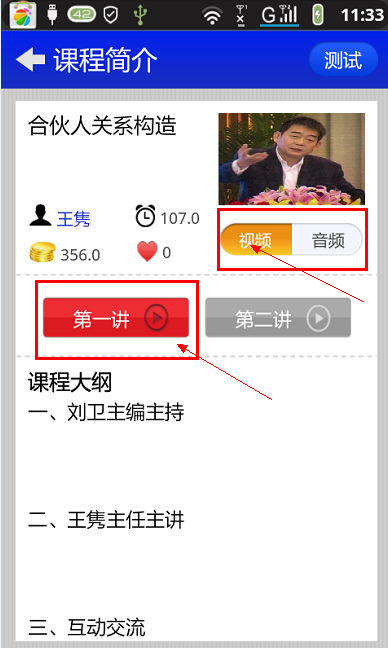 42 G 11:33
课程简介 测试
合伙人关系构造
王隽 107.0
356.0 0
视频 音频
第一讲 第二讲
课程大纲
一、刘卫主编主持
二、王隽主任主讲
三、互动交流